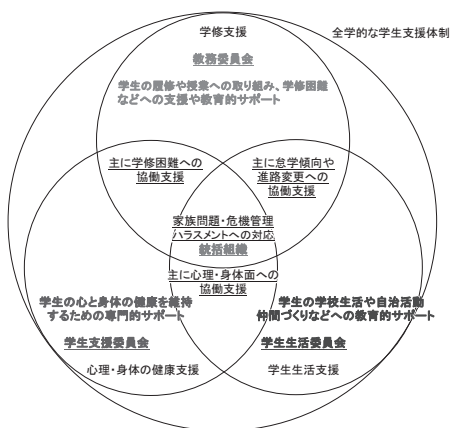 学修支援
全学的な学生支援体制
教務委員会
学生の履修や授業への取り組み、学修困難
などへの支援や教育的サポート
主に学修困難への
協働支援
主に怠学傾向や
進路変更への
協働支援
家族問題・危機管理
ハラスメントへの対応
統括組織
主に心理・身体面への
協働支援
学生の心と身体の健康を維持
するための専門的サポート
学生支援委員会
心理・身体の健康支援
学生の学校生活や自治活動
仲間づくりなどへの教育的サポート
学生生活委員会
学生生活支援